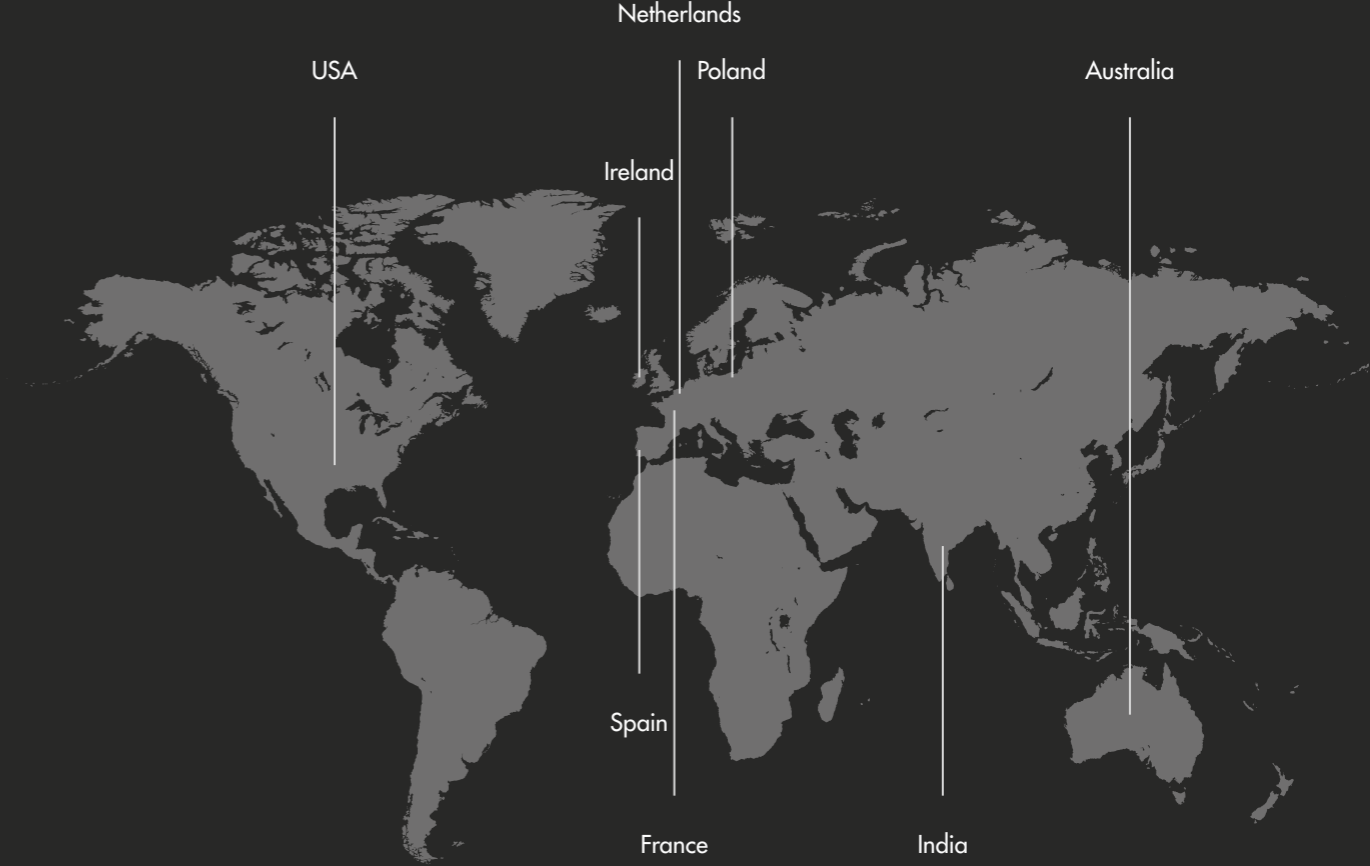 Netherlands
USA
Poland
Australia
Ireland
Spain
France
India